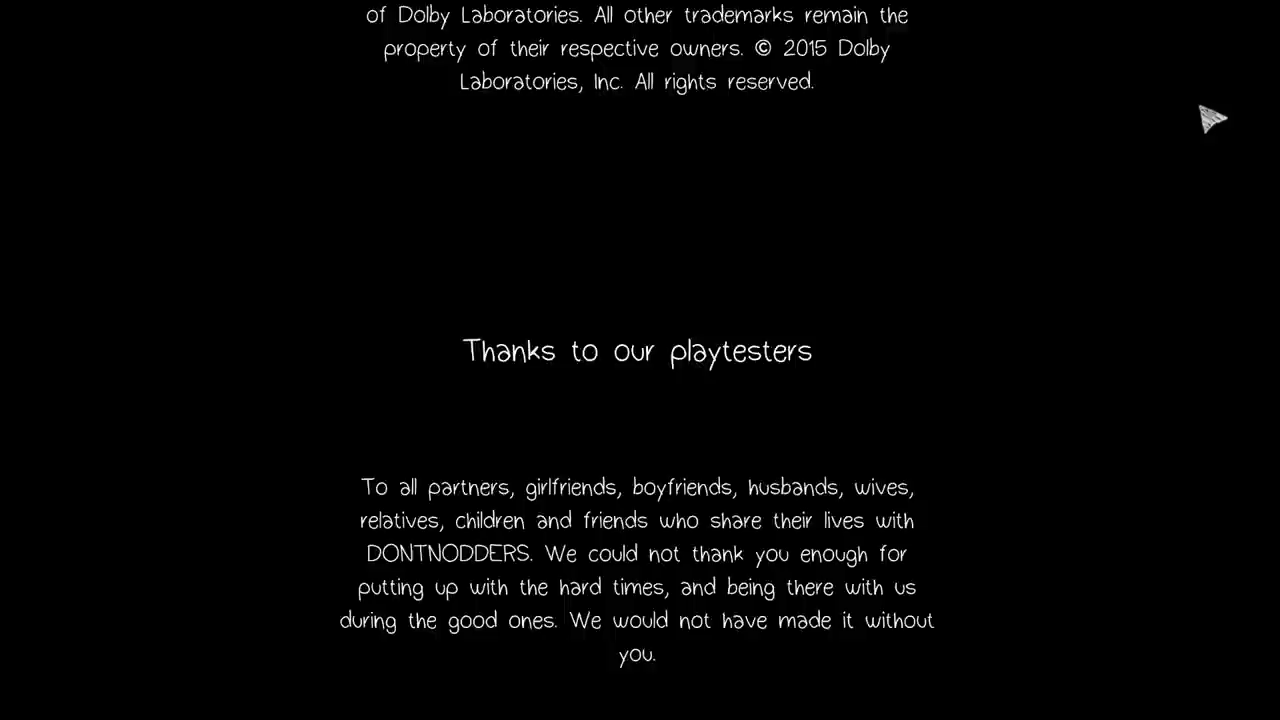 of Dolby Laboratories. All other trademarks remain the
property of their respective owners. © 2015 Dolby
Laboratories, Inc. All rights reserved.
Thanks to our playtesters
To all partners, girlfriends, boyfriends, husbands, wives,
relatives, children and friends who share their lives with
DONTNODDERS. We could not thank you enough for
putting up with the hard times, and being there with us
during the good ones. We would not have made it without
you.